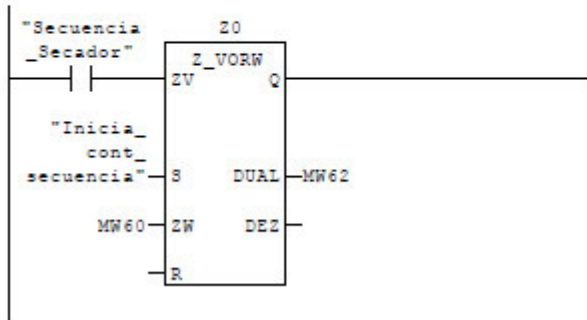 "Secuencia
_Secador"
Z0
Z_VORW
ZV Q
"Inicia_
cont_
secuencia" S DUAL MW62
MW60 ZW DEZ
R